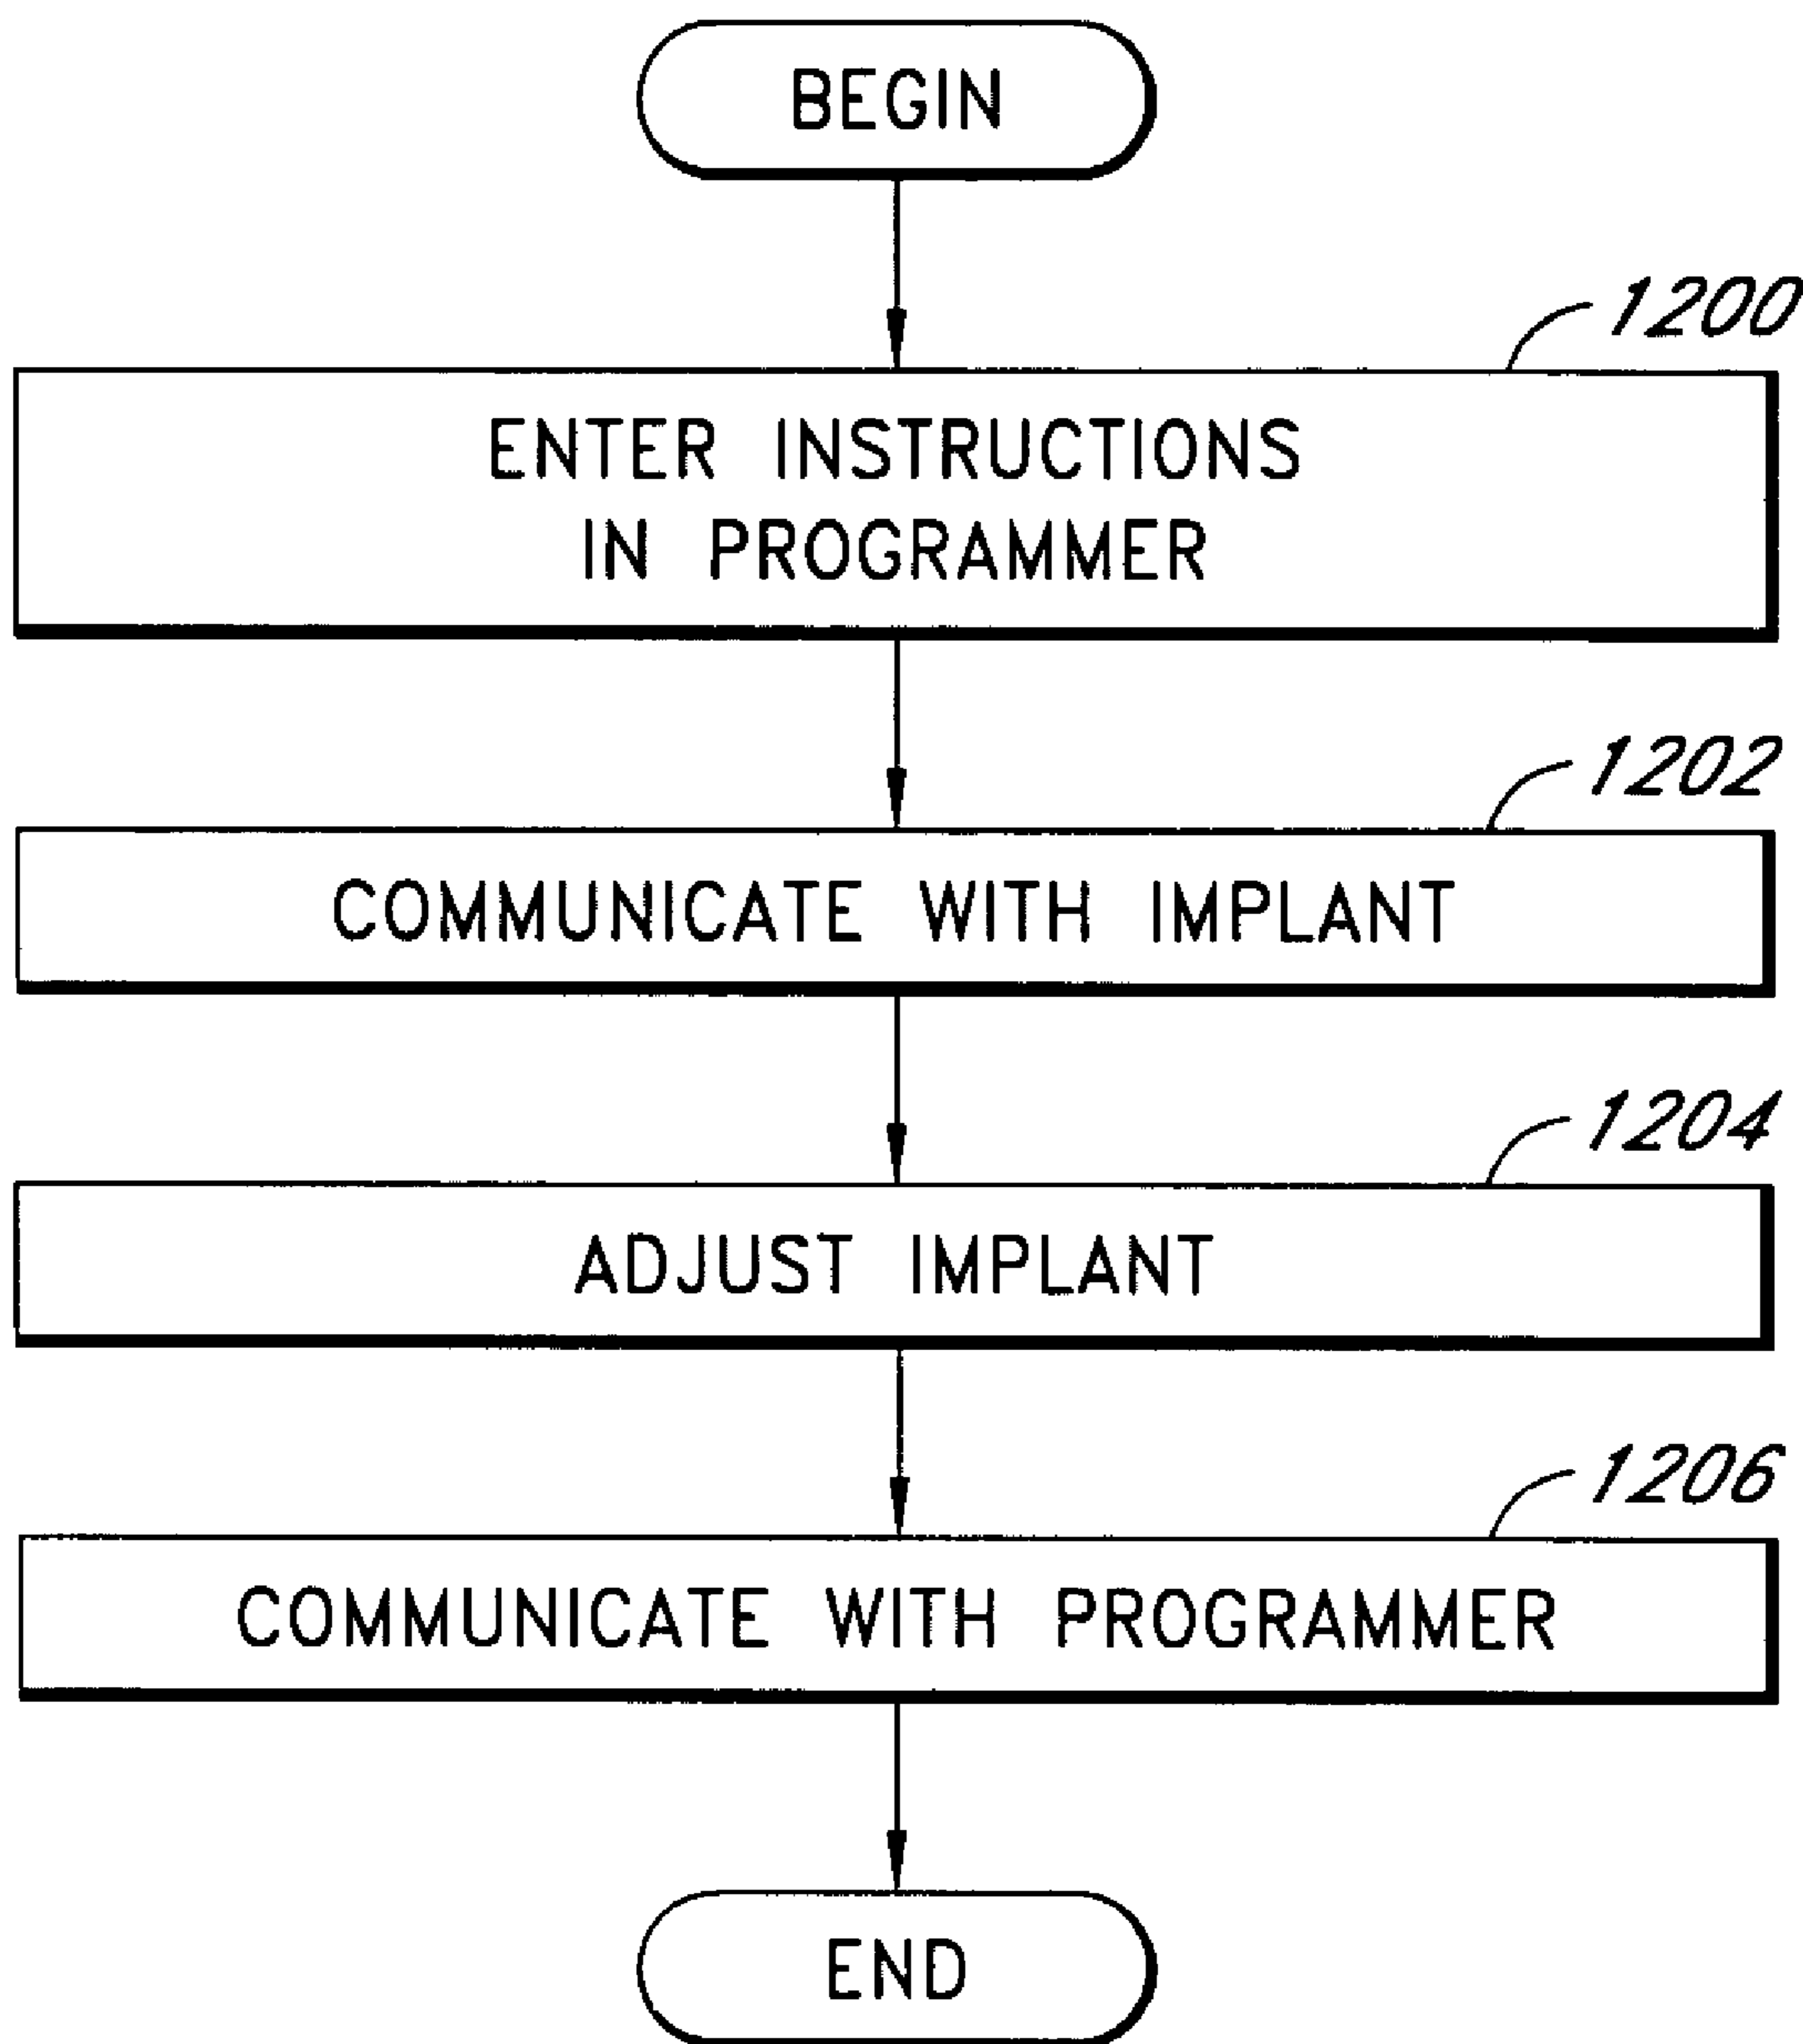 BEGIN
1200
ENTER INSTRUCTIONS
IN PROGRAMMER
1202
COMMUNICATE WITH IMPLANT
1204
ADJUST IMPLANT
1206
COMMUNICATE WITH PROGRAMMER
END